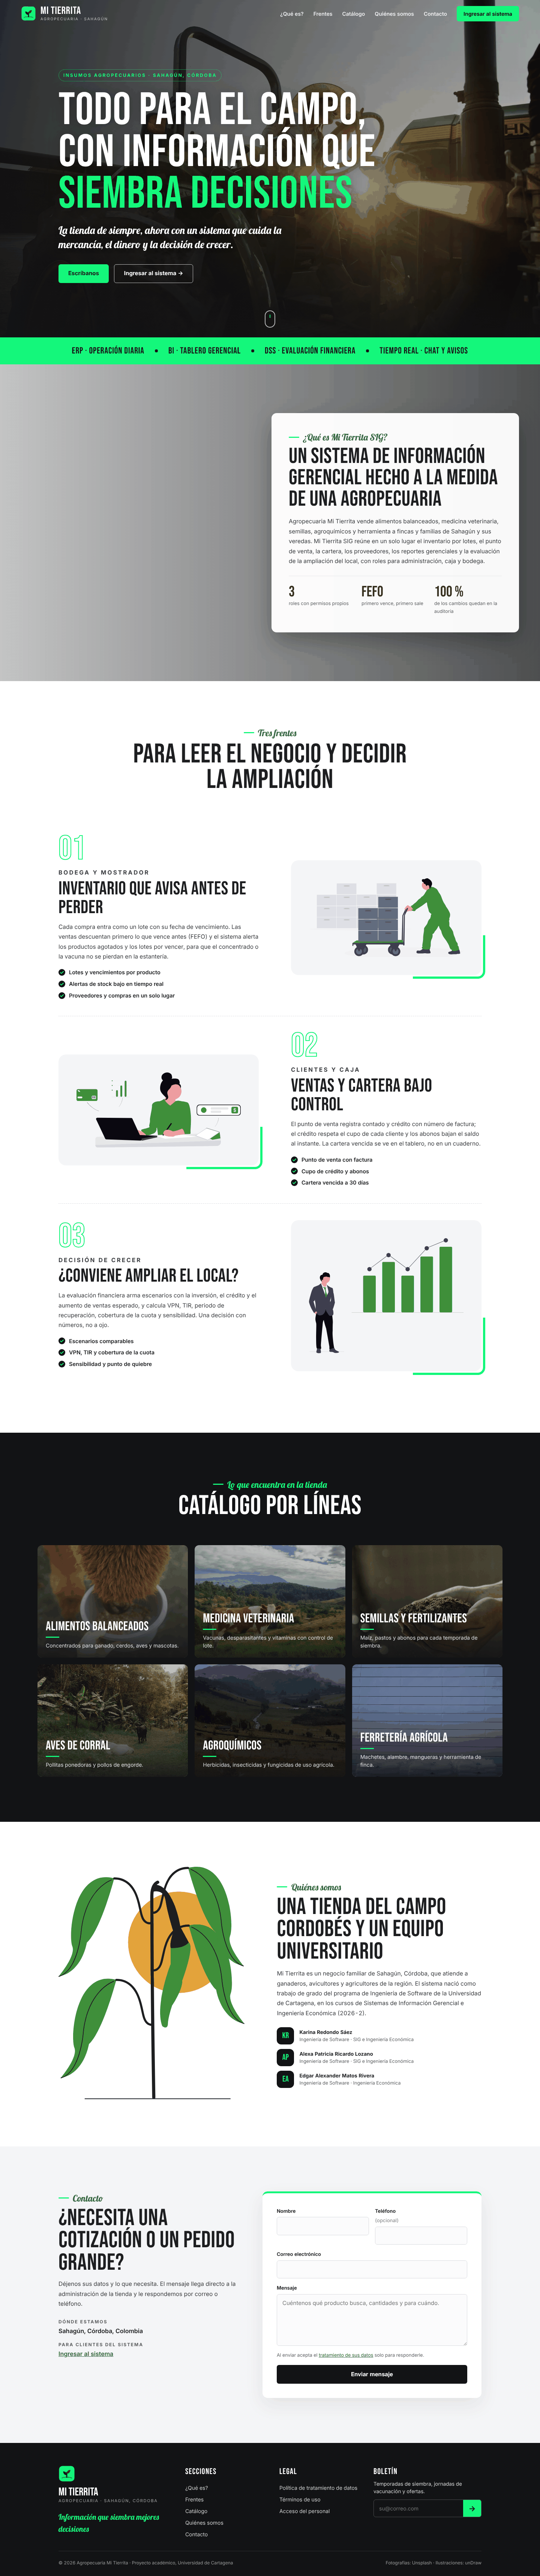 MI TIERRITA
AGROPECUARIA · SAHAGÚN
¿Qué es?
Frentes
Catálogo
Quiénes somos
Contacto
Ingresar al sistema
INSUMOS AGROPECUARIOS · SAHAGÚN, CÓRDOBA
TODO PARA EL CAMPO,
CON INFORMACIÓN QUE
SIEMBRA DECISIONES
La tienda de siempre, ahora con un sistema que cuida la
mercancía, el dinero y la decisión de crecer.
Escríbanos
Ingresar al sistema →
ERP · OPERACIÓN DIARIA • BI · TABLERO GERENCIAL • DSS · EVALUACIÓN FINANCIERA • TIEMPO REAL · CHAT Y AVISOS
¿Qué es Mi Tierrita SIG?
UN SISTEMA DE INFORMACIÓN
GERENCIAL HECHO A LA MEDIDA
DE UNA AGROPECUARIA
Agropecuaria Mi Tierrita vende alimentos balanceados, medicina veterinaria,
semillas, agroquímicos y herramienta a fincas y familias de Sahagún y sus
veredas. Mi Tierrita SIG reúne en un solo lugar el inventario por lotes, el punto
de venta, la cartera, los proveedores, los reportes gerenciales y la evaluación
de la ampliación del local, con roles para administración, caja y bodega.
3
roles con permisos propios
FEFO
primero vence, primero sale
100 %
de los cambios quedan en la
auditoría
Tres frentes
PARA LEER EL NEGOCIO Y DECIDIR
LA AMPLIACIÓN
01
BODEGA Y MOSTRADOR
INVENTARIO QUE AVISA ANTES DE
PERDER
Cada compra entra como un lote con su fecha de vencimiento. Las
ventas descuentan primero lo que vence antes (FEFO) y el sistema alerta
los productos agotados y los lotes por vencer, para que el concentrado o
la vacuna no se pierdan en la estantería.
Lotes y vencimientos por producto
Alertas de stock bajo en tiempo real
Proveedores y compras en un solo lugar
02
CLIENTES Y CAJA
VENTAS Y CARTERA BAJO
CONTROL
El punto de venta registra contado y crédito con número de factura;
el crédito respeta el cupo de cada cliente y los abonos bajan el saldo
al instante. La cartera vencida se ve en el tablero, no en un cuaderno.
Punto de venta con factura
Cupo de crédito y abonos
Cartera vencida a 30 días
03
DECISIÓN DE CRECER
¿CONVIENE AMPLIAR EL LOCAL?
La evaluación financiera arma escenarios con la inversión, el crédito y el
aumento de ventas esperado, y calcula VPN, TIR, periodo de
recuperación, cobertura de la cuota y sensibilidad. Una decisión con
números, no a ojo.
Escenarios comparables
VPN, TIR y cobertura de la cuota
Sensibilidad y punto de quiebre
Lo que encuentra en la tienda
CATÁLOGO POR LÍNEAS
ALIMENTOS BALANCEADOS
Concentrados para ganado, cerdos, aves y mascotas.
MEDICINA VETERINARIA
Vacunas, desparasitantes y vitaminas con control de
lote.
SEMILLAS Y FERTILIZANTES
Maíz, pastos y abonos para cada temporada de
siembra.
AVES DE CORRAL
Pollitas ponedoras y pollos de engorde.
AGROQUÍMICOS
Herbicidas, insecticidas y fungicidas de uso agrícola.
FERRETERÍA AGRÍCOLA
Machetes, alambre, mangueras y herramienta de
finca.
Quiénes somos
UNA TIENDA DEL CAMPO
CORDOBÉS Y UN EQUIPO
UNIVERSITARIO
Mi Tierrita es un negocio familiar de Sahagún, Córdoba, que atiende a
ganaderos, avicultores y agricultores de la región. El sistema nació como
trabajo de grado del programa de Ingeniería de Software de la Universidad
de Cartagena, en los cursos de Sistemas de Información Gerencial e
Ingeniería Económica (2026-2).
KR
Karina Redondo Sáez
Ingeniería de Software · SIG e Ingeniería Económica
AP
Alexa Patricia Ricardo Lozano
Ingeniería de Software · SIG e Ingeniería Económica
EA
Edgar Alexander Matos Rivera
Ingeniería de Software · Ingeniería Económica
Contacto
¿NECESITA UNA
COTIZACIÓN O UN PEDIDO
GRANDE?
Déjenos sus datos y lo que necesita. El mensaje llega directo a la
administración de la tienda y le respondemos por correo o
teléfono.
DÓNDE ESTAMOS
Sahagún, Córdoba, Colombia
PARA CLIENTES DEL SISTEMA
Ingresar al sistema
Nombre
Teléfono
(opcional)
Correo electrónico
Mensaje
Cuéntenos qué producto busca, cantidades y para cuándo.
Al enviar acepta el tratamiento de sus datos solo para responderle.
Enviar mensaje
MI TIERRITA
AGROPECUARIA · SAHAGÚN, CÓRDOBA
Información que siembra mejores
decisiones
SECCIONES
¿Qué es?
Frentes
Catálogo
Quiénes somos
Contacto
LEGAL
Política de tratamiento de datos
Términos de uso
Acceso del personal
BOLETÍN
Temporadas de siembra, jornadas de
vacunación y ofertas.
su@correo.com
→
© 2026 Agropecuaria Mi Tierrita · Proyecto académico, Universidad de Cartagena
Fotografías: Unsplash · Ilustraciones: unDraw